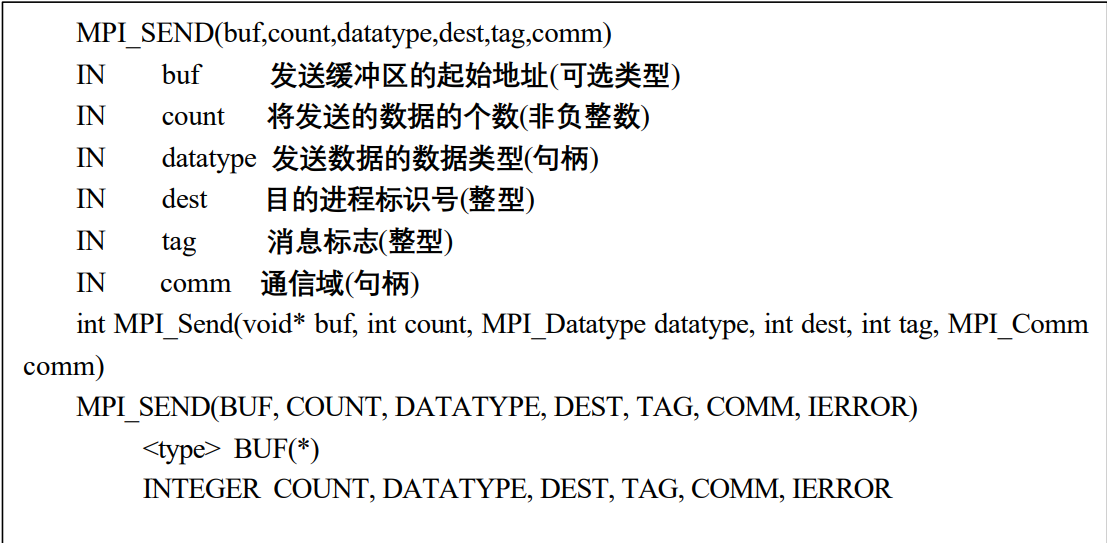 MPI_SEND(buf,count,datatype,dest,tag,comm)
IN buf 发送缓冲区的起始地址(可选类型)
IN count 将发送的数据的个数(非负整数)
IN datatype 发送数据的数据类型(句柄)
IN dest 目的进程标识号(整型)
IN tag 消息标志(整型)
IN comm 通信域(句柄)
int MPI_Send(void* buf, int count, MPI_Datatype datatype, int dest, int tag, MPI_Comm
comm)
MPI_SEND(BUF, COUNT, DATATYPE, DEST, TAG, COMM, IERROR)
<type> BUF(*)
INTEGER COUNT, DATATYPE, DEST, TAG, COMM, IERROR